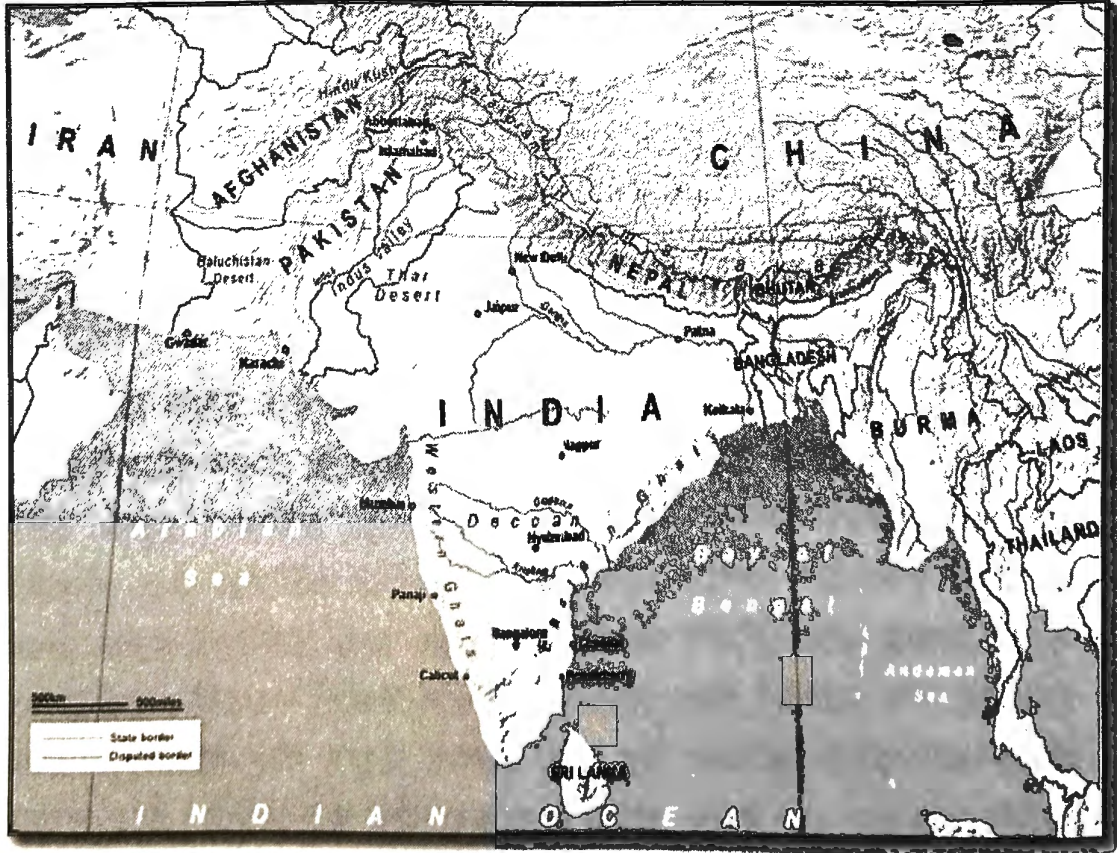 Hindu Kush
Karakoram
IRAN
AFGHANISTAN
Abbottabad
Islamabad
CHINA
PAKISTAN
Baluchistan
Desert
Indus
Indus Valley
Thar
Desert
New Delhi
NEPAL
BHUTAN
Jaipur
Patna
Gwadar
Karachi
BANGLADESH
INDIA
Kolkata
BURMA
Nagpur
LAOS
Western Ghats
Mumbai
Deccan
Hyderabad
THAILAND
Sea
Bay of
Bengal
Panaji
Bangalore
Calicut
Andaman
Sea
500km
500miles
State border
Disputed border
SRI LANKA
INDIAN OCEAN